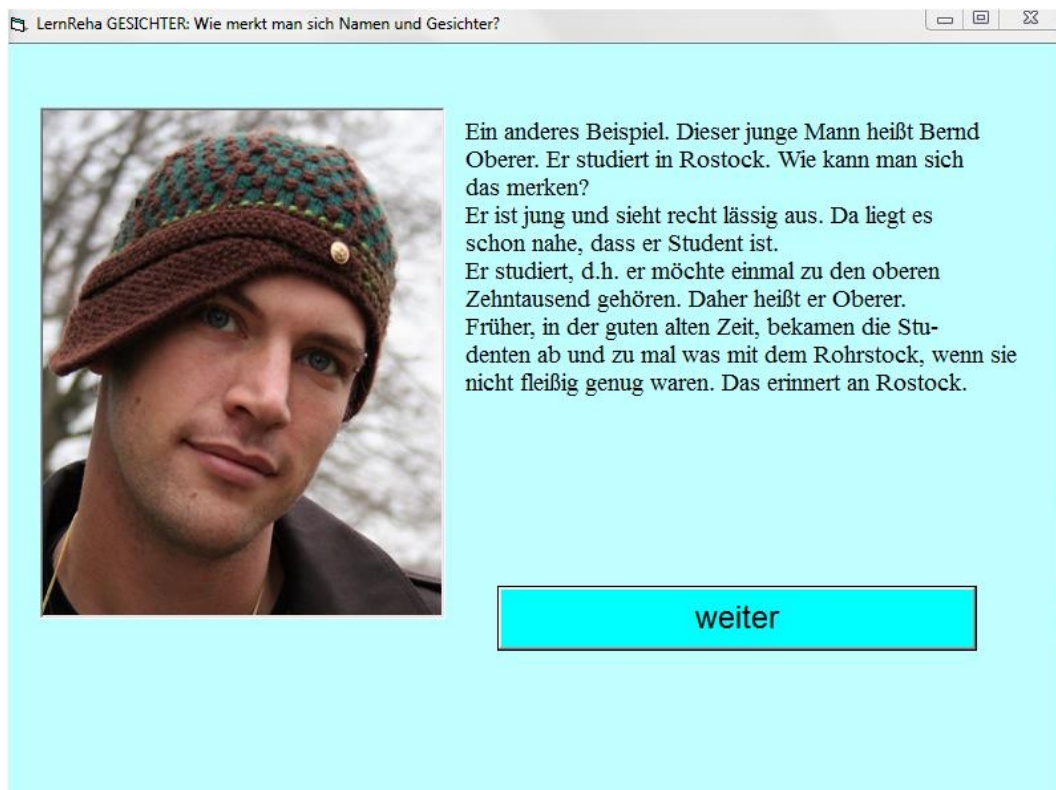 LernReha GESICHTER: Wie merkt man sich Namen und Gesichter?
Ein anderes Beispiel. Dieser junge Mann heißt Bernd
Oberer. Er studiert in Rostock. Wie kann man sich
das merken?
Er ist jung und sieht recht lässig aus. Da liegt es
schon nahe, dass er Student ist.
Er studiert, d.h. er möchte einmal zu den oberen
Zehntausend gehören. Daher heißt er Oberer.
Früher, in der guten alten Zeit, bekamen die Stu-
denten ab und zu mal was mit dem Rohrstock, wenn sie
nicht fleißig genug waren. Das erinnert an Rostock.
weiter